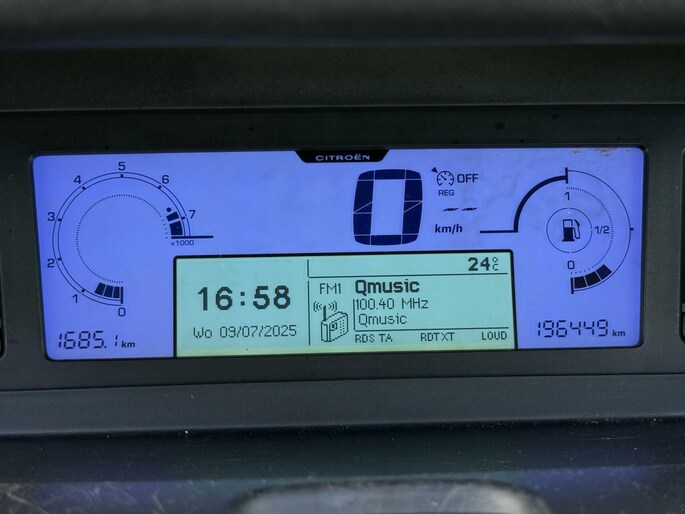 CITROËN
5
4
6
3
7
2
x1000
1
0
1685.1 km
0
km/h
OFF
REG
--
1
1/2
0
196449 km
24°C
16:58
Wo 09/07/2025
FM1
Qmusic
100.40 MHz
Qmusic
RDS TA RDTXT LOUD